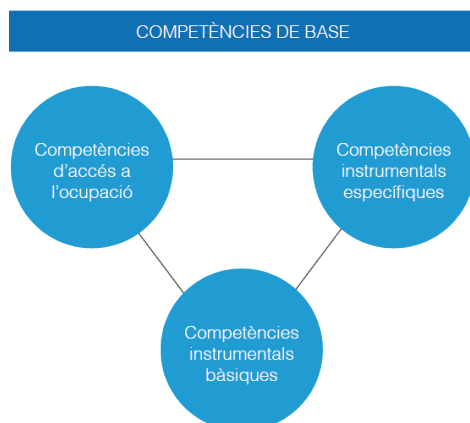 COMPETÈNCIES DE BASE
Competències
d'accés a
l'ocupació
Competències
instrumentals
específiques
Competències
instrumentals
bàsiques